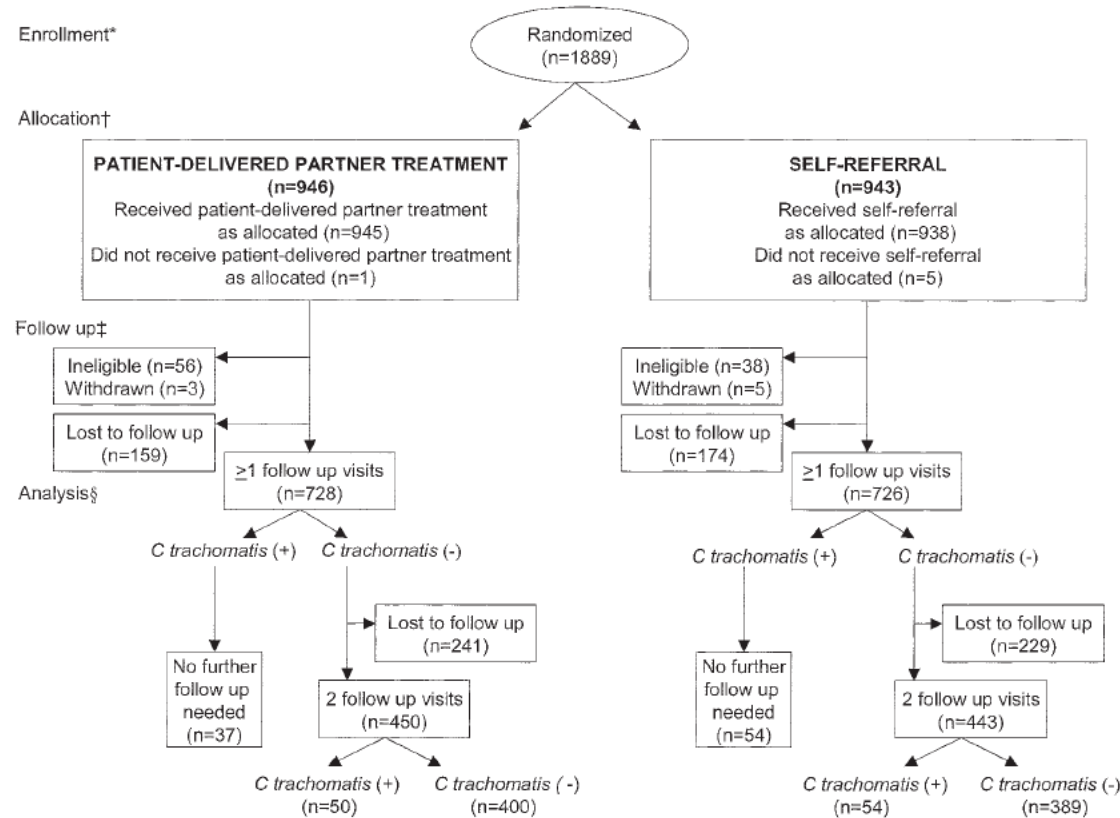 Enrollment*
Randomized
(n=1889)
Allocation†
PATIENT-DELIVERED PARTNER TREATMENT
(n=946)
Received patient-delivered partner treatment
as allocated (n=945)
Did not receive patient-delivered partner treatment
as allocated (n=1)
SELF-REFERRAL
(n=943)
Received self-referral
as allocated (n=938)
Did not receive self-referral
as allocated (n=5)
Follow up‡
Ineligible (n=56)
Withdrawn (n=3)
Lost to follow up
(n=159)
≥1 follow up visits
(n=728)
Ineligible (n=38)
Withdrawn (n=5)
Lost to follow up
(n=174)
≥1 follow up visits
(n=726)
Analysis§
C trachomatis (+)
C trachomatis (-)
Lost to follow up
(n=241)
No further
follow up
needed
(n=37)
2 follow up visits
(n=450)
C trachomatis (+)
(n=50)
C trachomatis (-)
(n=400)
C trachomatis (+)
C trachomatis (-)
Lost to follow up
(n=229)
No further
follow up
needed
(n=54)
2 follow up visits
(n=443)
C trachomatis (+)
(n=54)
C trachomatis (-)
(n=389)